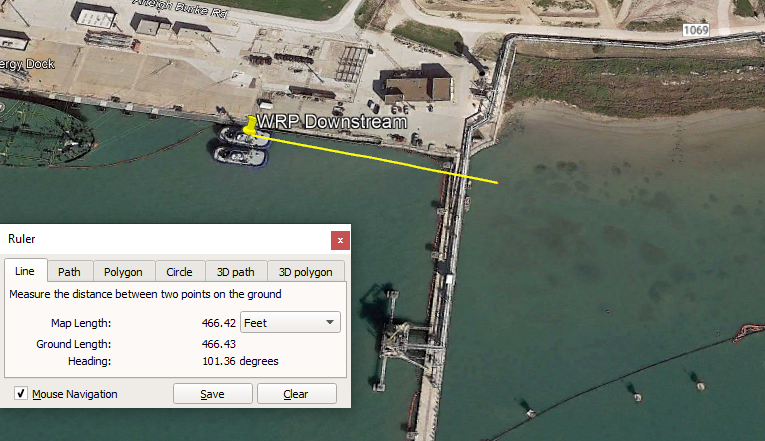 Arleigh Burke Rd
1069
ergy Dock
WRP Downstream
Ruler
x
Line
Path
Polygon
Circle
3D path
3D polygon
Measure the distance between two points on the ground
Map Length: 466.42 Feet
Ground Length: 466.43
Heading: 101.36 degrees
Mouse Navigation
Save
Clear